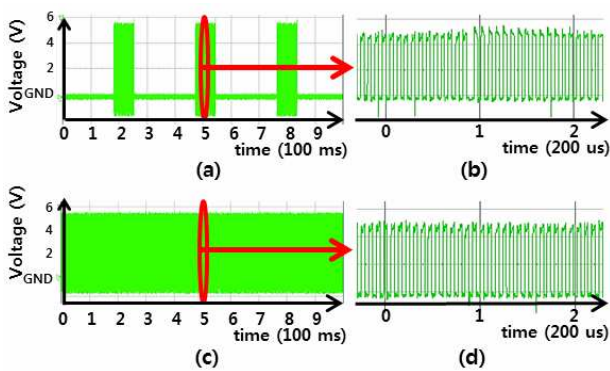 Voltage (V)
6
4
2
GND
0 1 2 3 4 5 6 7 8 9
time (100 ms)
(a)
0 1 2
time (200 us)
(b)
Voltage (V)
6
4
2
GND
0 1 2 3 4 5 6 7 8 9
time (100 ms)
(c)
0 1 2
time (200 us)
(d)